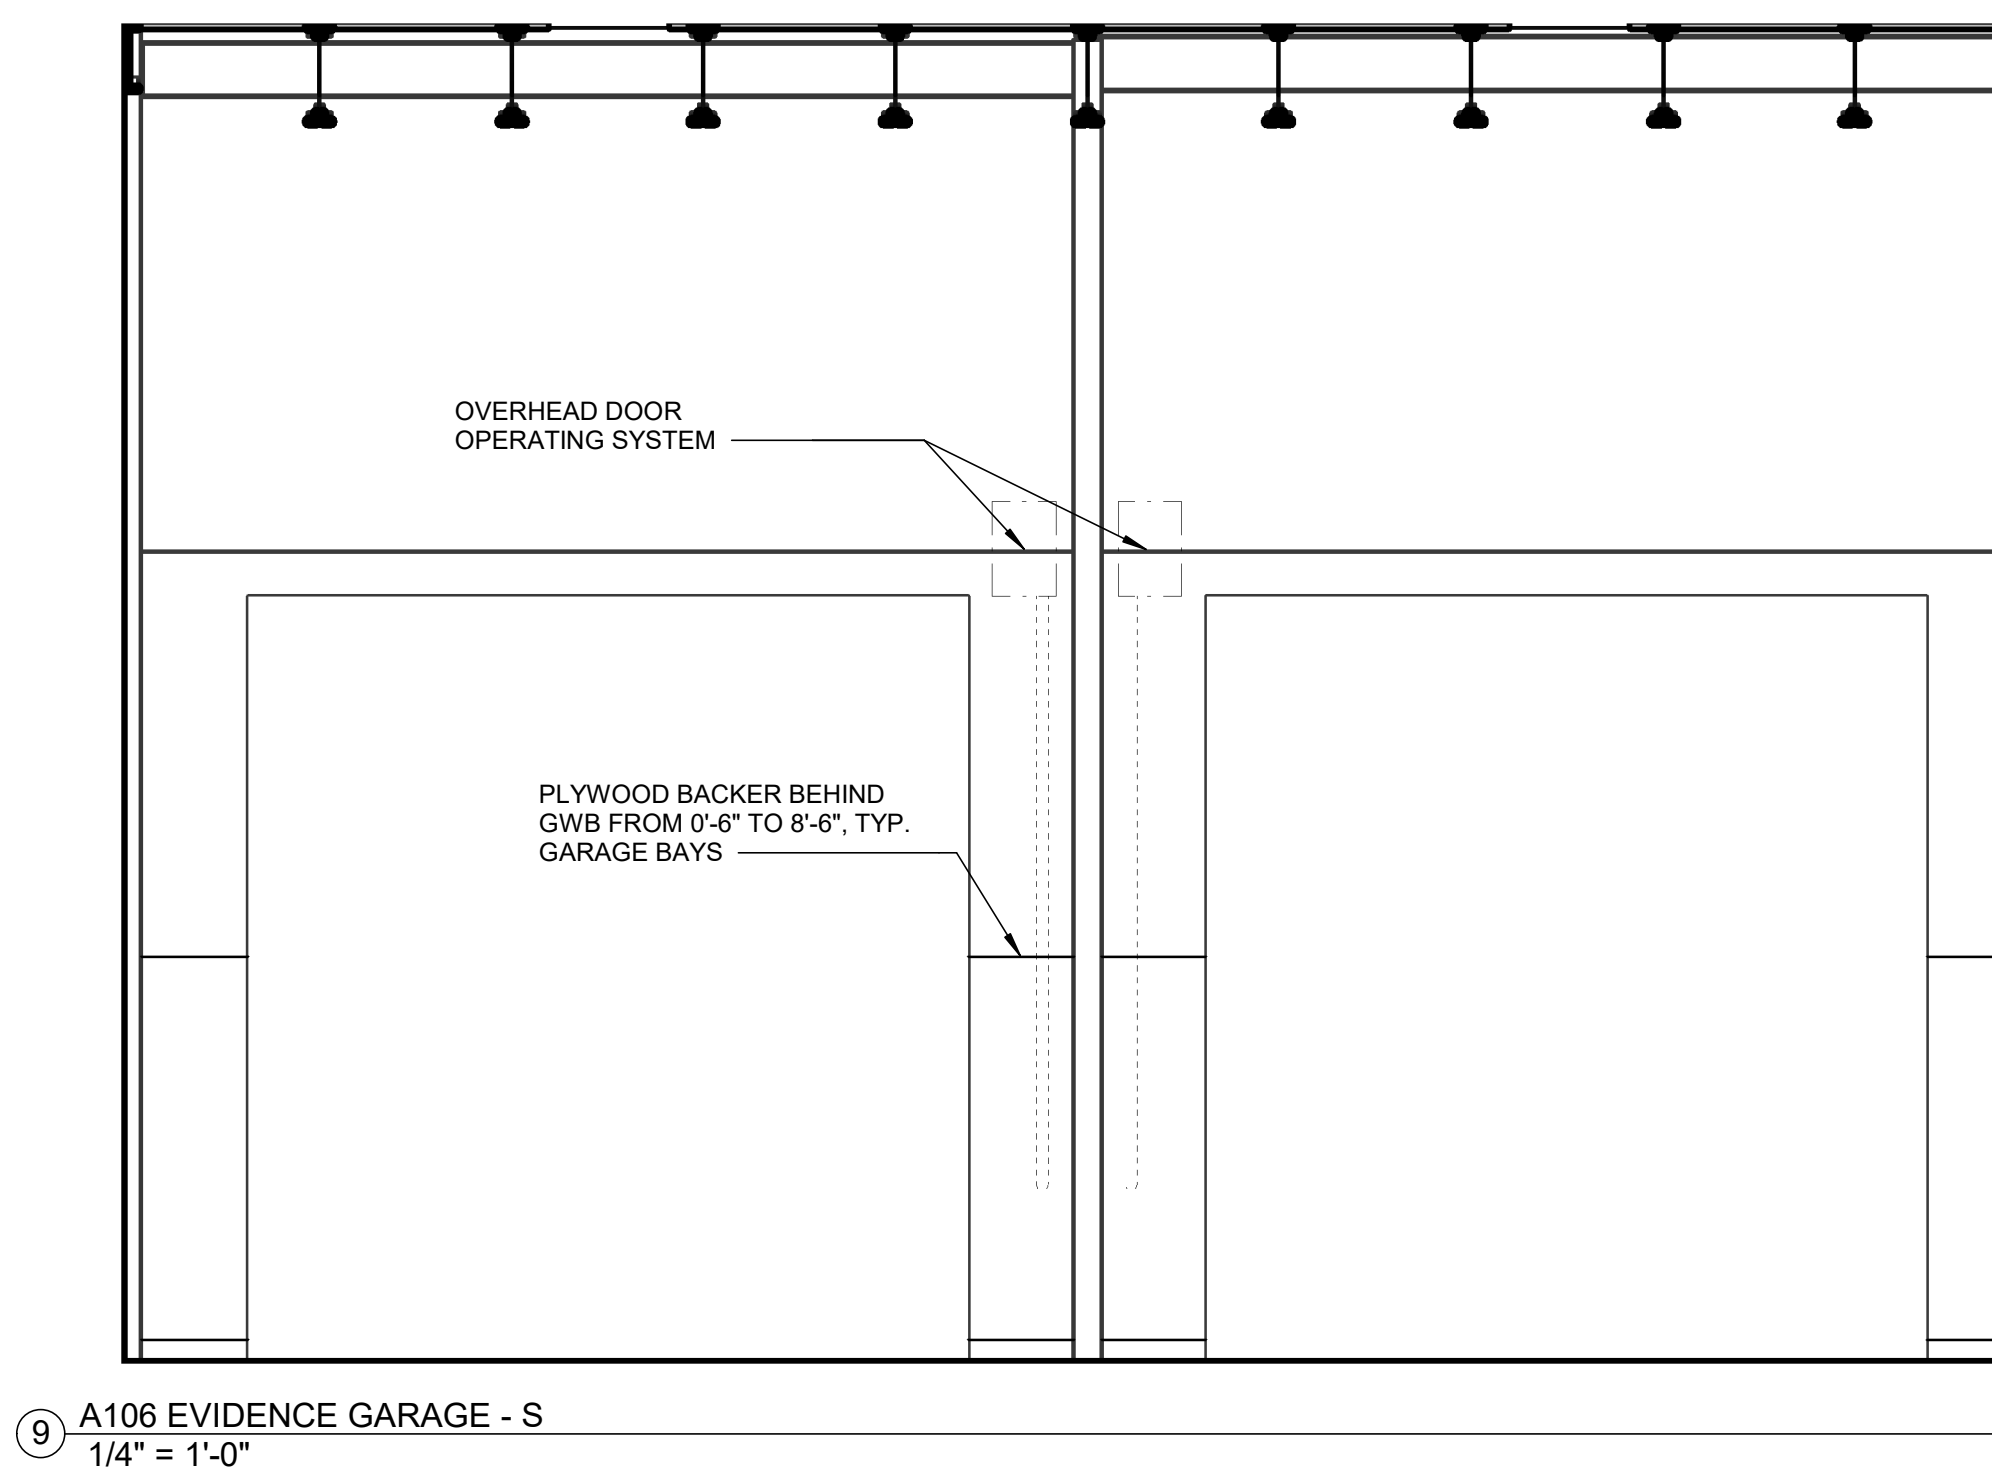 OVERHEAD DOOR
OPERATING SYSTEM
PLYWOOD BACKER BEHIND
GWB FROM 0'-6" TO 8'-6", TYP.
GARAGE BAYS
9
A106 EVIDENCE GARAGE - S
1/4" = 1'-0"